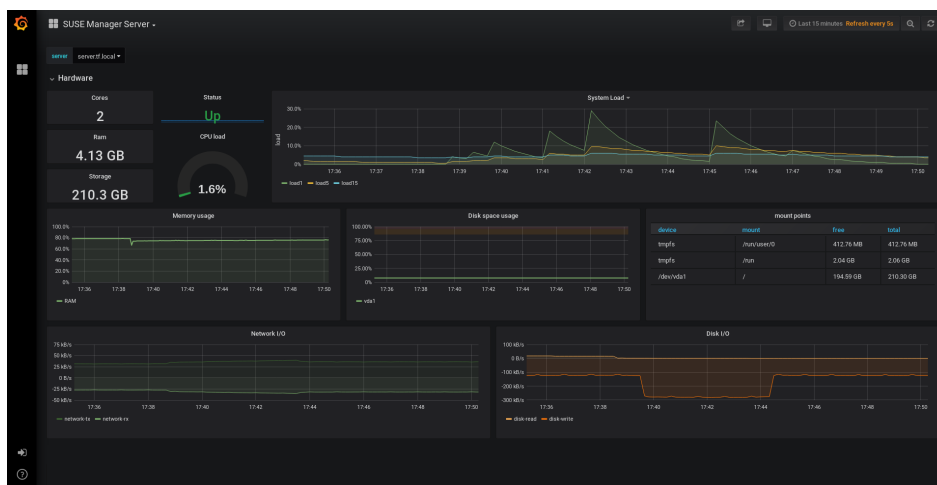 SUSE Manager Server
Last 15 minutes Refresh every 5s
server server.tf.local
Hardware
Cores
2
Ram
4.13 GB
Storage
210.3 GB
Status
Up
CPU load
1.6%
System Load
load
30.0%
20.0%
10.0%
0%
17:36 17:37 17:38 17:39 17:40 17:41 17:42 17:43 17:44 17:45 17:46 17:47 17:48 17:49 17:50
load1 load5 load15
Memory usage
100.0%
80.0%
60.0%
40.0%
20.0%
0%
17:36 17:38 17:40 17:42 17:44 17:46 17:48 17:50
RAM
Disk space usage
100.00%
75.00%
50.00%
25.00%
0%
17:36 17:38 17:40 17:42 17:44 17:46 17:48 17:50
vda1
mount points
device mount free total
tmpfs /run/user/0 412.76 MB 412.76 MB
tmpfs /run 2.04 GB 2.06 GB
/dev/vda1 / 194.59 GB 210.30 GB
Network I/O
75 kB/s
50 kB/s
25 kB/s
0 B/s
-25 kB/s
-50 kB/s
17:36 17:38 17:40 17:42 17:44 17:46 17:48 17:50
network-tx network-rx
Disk I/O
100 kB/s
0 B/s
-100 kB/s
-200 kB/s
-300 kB/s
17:36 17:38 17:40 17:42 17:44 17:46 17:48 17:50
disk-read disk-write